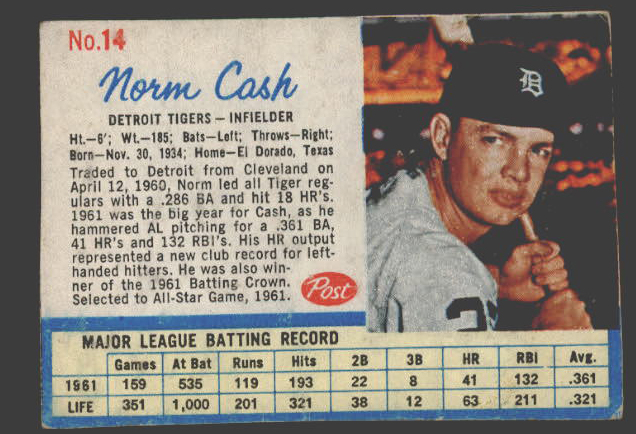 No.14
Norm Cash
DETROIT TIGERS — INFIELDER
Ht.—6'; Wt.—185; Bats—Left; Throws—Right;
Born—Nov. 30, 1934; Home—El Dorado, Texas
Traded to Detroit from Cleveland on
April 12, 1960, Norm led all Tiger reg-
ulars with a .286 BA and hit 18 HR's.
1961 was the big year for Cash, as he
hammered AL pitching for a .361 BA,
41 HR's and 132 RBI's. His HR output
represented a new club record for left-
handed hitters. He was also win-
ner of the 1961 Batting Crown.
Selected to All-Star Game, 1961.
Post
D
MAJOR LEAGUE BATTING RECORD
Games At Bat Runs Hits 2B 3B HR RBI Avg.
1961 159 535 119 193 22 8 41 132 .361
LIFE 351 1,000 201 321 38 12 63 211 .321